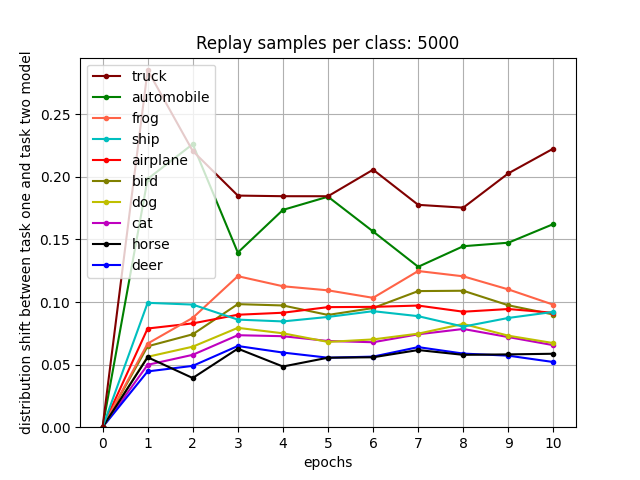 Replay samples per class: 5000
distribution shift between task one and task two model
0.25
0.20
0.15
0.10
0.05
0.00
truck
automobile
frog
ship
airplane
bird
dog
cat
horse
deer
0 1 2 3 4 5 6 7 8 9 10
epochs